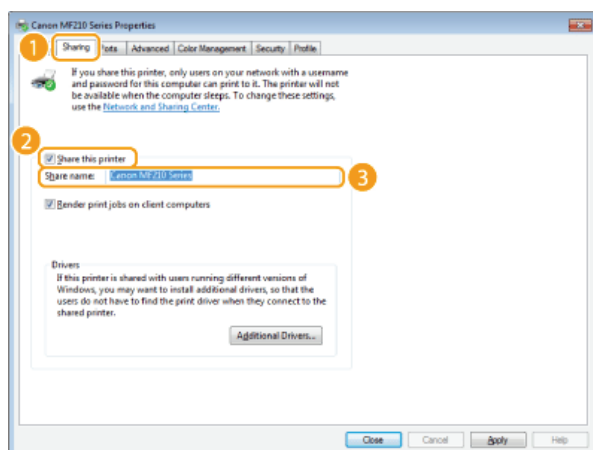 Canon MF210 Series Properties
1
Sharing Ports Advanced Color Management Security Profile
If you share this printer, only users on your network with a username
and password for this computer can print to it. The printer will not
be available when the computer sleeps. To change these settings,
use the Network and Sharing Center.
2
Share this printer
Share name: Canon MF210 Series
3
Render print jobs on client computers
Drivers
If this printer is shared with users running different versions of
Windows, you may want to install additional drivers, so that the
users do not have to find the print driver when they connect to the
shared printer.
Additional Drivers...
Close Cancel Apply Help